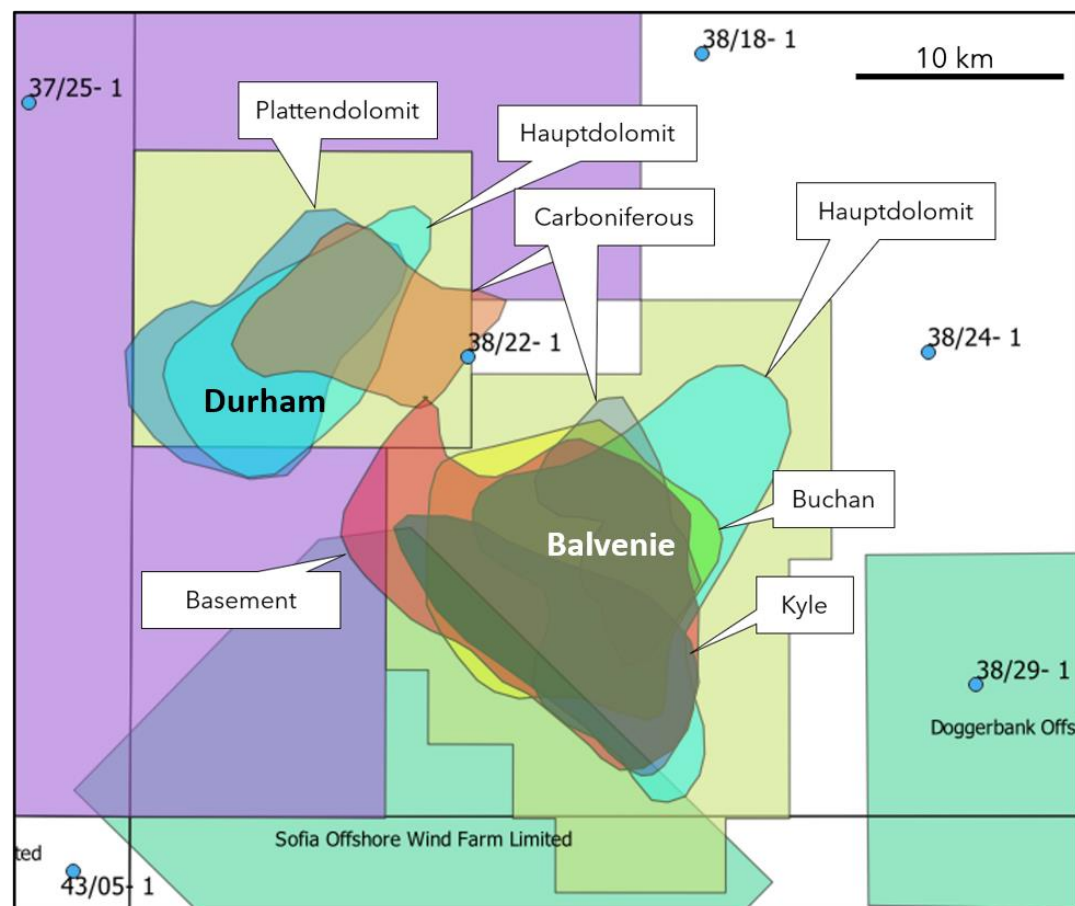 38/18- 1
10 km
37/25- 1
Plattendolomit
Hauptdolomit
Carboniferous
Hauptdolomit
38/22- 1
38/24- 1
Durham
Buchan
Balvenie
Basement
Kyle
38/29- 1
Doggerbank Offs
Sofia Offshore Wind Farm Limited
ted
43/05- 1